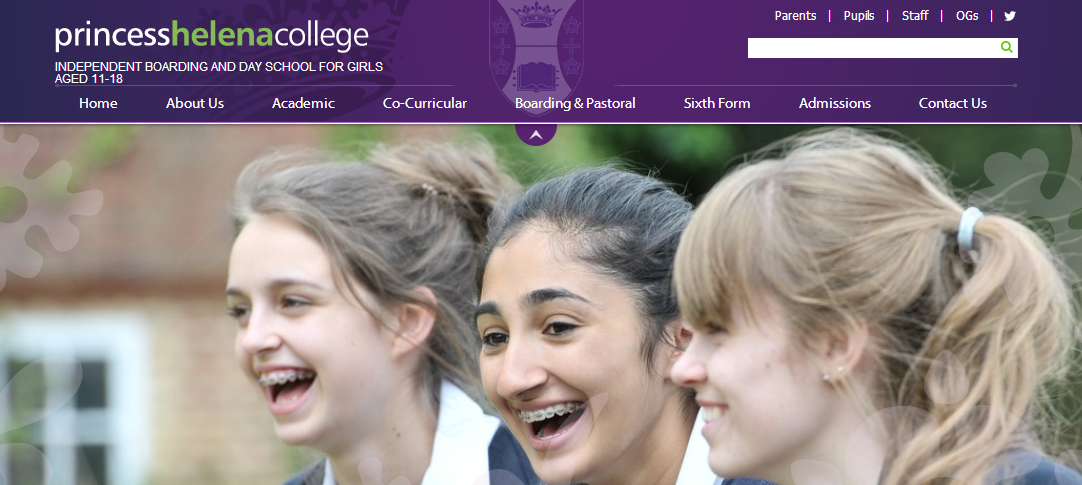 Parents | Pupils | Staff | OGs |
princesshelenacollege
INDEPENDENT BOARDING AND DAY SCHOOL FOR GIRLS
AGED 11-18
Home About Us Academic Co-Curricular Boarding & Pastoral Sixth Form Admissions Contact Us